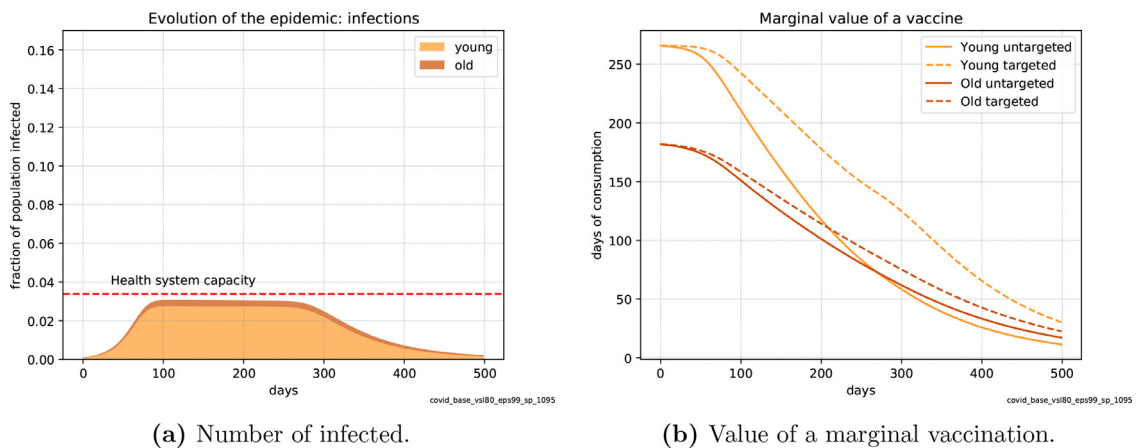 Evolution of the epidemic: infections
fraction of population infected
0.16
0.14
0.12
0.10
0.08
0.06
0.04
0.02
0.00
young
old
Health system capacity
0
100
200
300
400
500
days
covid_base_vsl80_eps99_sp_1095
(a) Number of infected.
Marginal value of a vaccine
days of consumption
250
200
150
100
50
0
Young untargeted
Young targeted
Old untargeted
Old targeted
0
100
200
300
400
500
days
covid_base_vsl80_eps99_sp_1095
(b) Value of a marginal vaccination.